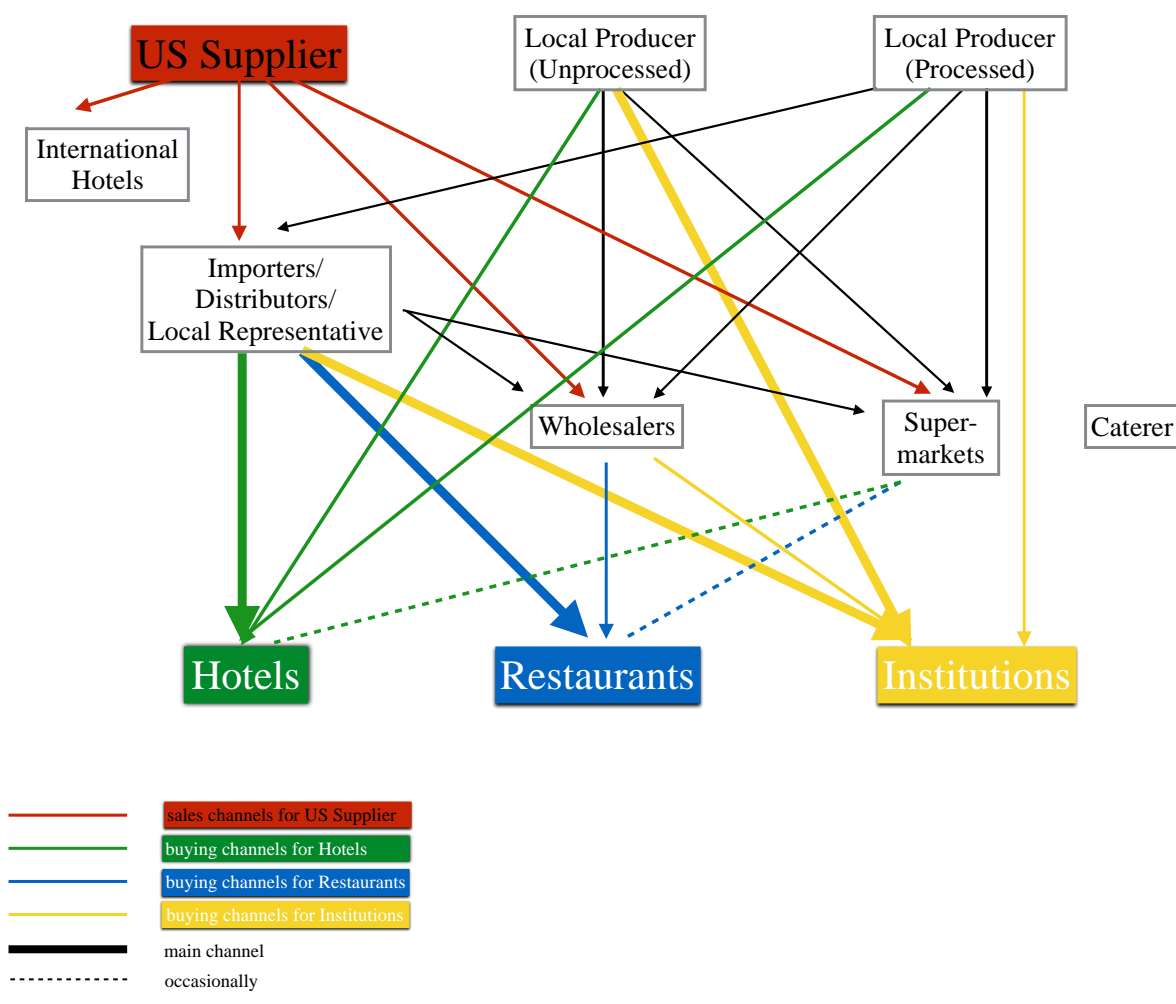 US Supplier
Local Producer
(Unprocessed)
Local Producer
(Processed)
International
Hotels
Importers/
Distributors/
Local Representative
Wholesalers
Super-
markets
Caterer
Hotels
Restaurants
Institutions
sales channels for US Supplier
buying channels for Hotels
buying channels for Restaurants
buying channels for Institutions
main channel
occasionally